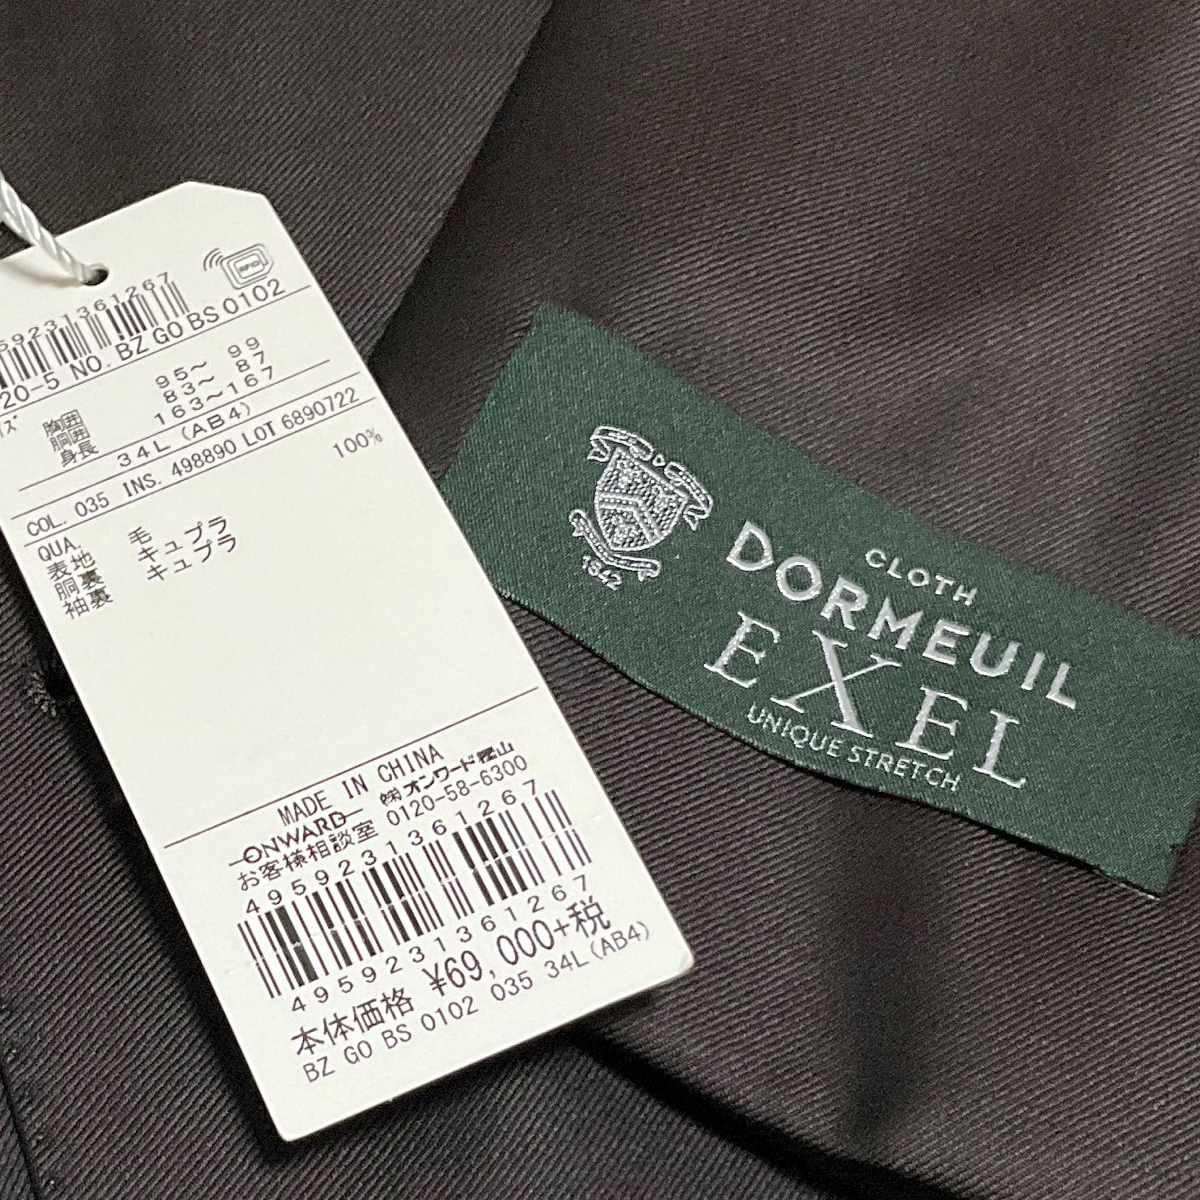 RFID
95923136 1267
20-5 NO. BZ GO BS 0102
胸囲 95～ 99
胴囲 83～ 87
身長 163～167
34L (AB4)
COL. 035 INS. 498890 LOT 6890722
QUA. 100%
表地 毛
胴裏 キュプラ
袖裏 キュプラ
MADE IN CHINA
ONWARD ㈱オンワード樫山
お客様相談室 0120-58-6300
4959231361267
4959231361267
本体価格 ¥69,000+税
BZ GO BS 0102 035 34L (AB4)
1842
CLOTH
DORMEUIL
EXEL
UNIQUE STRETCH